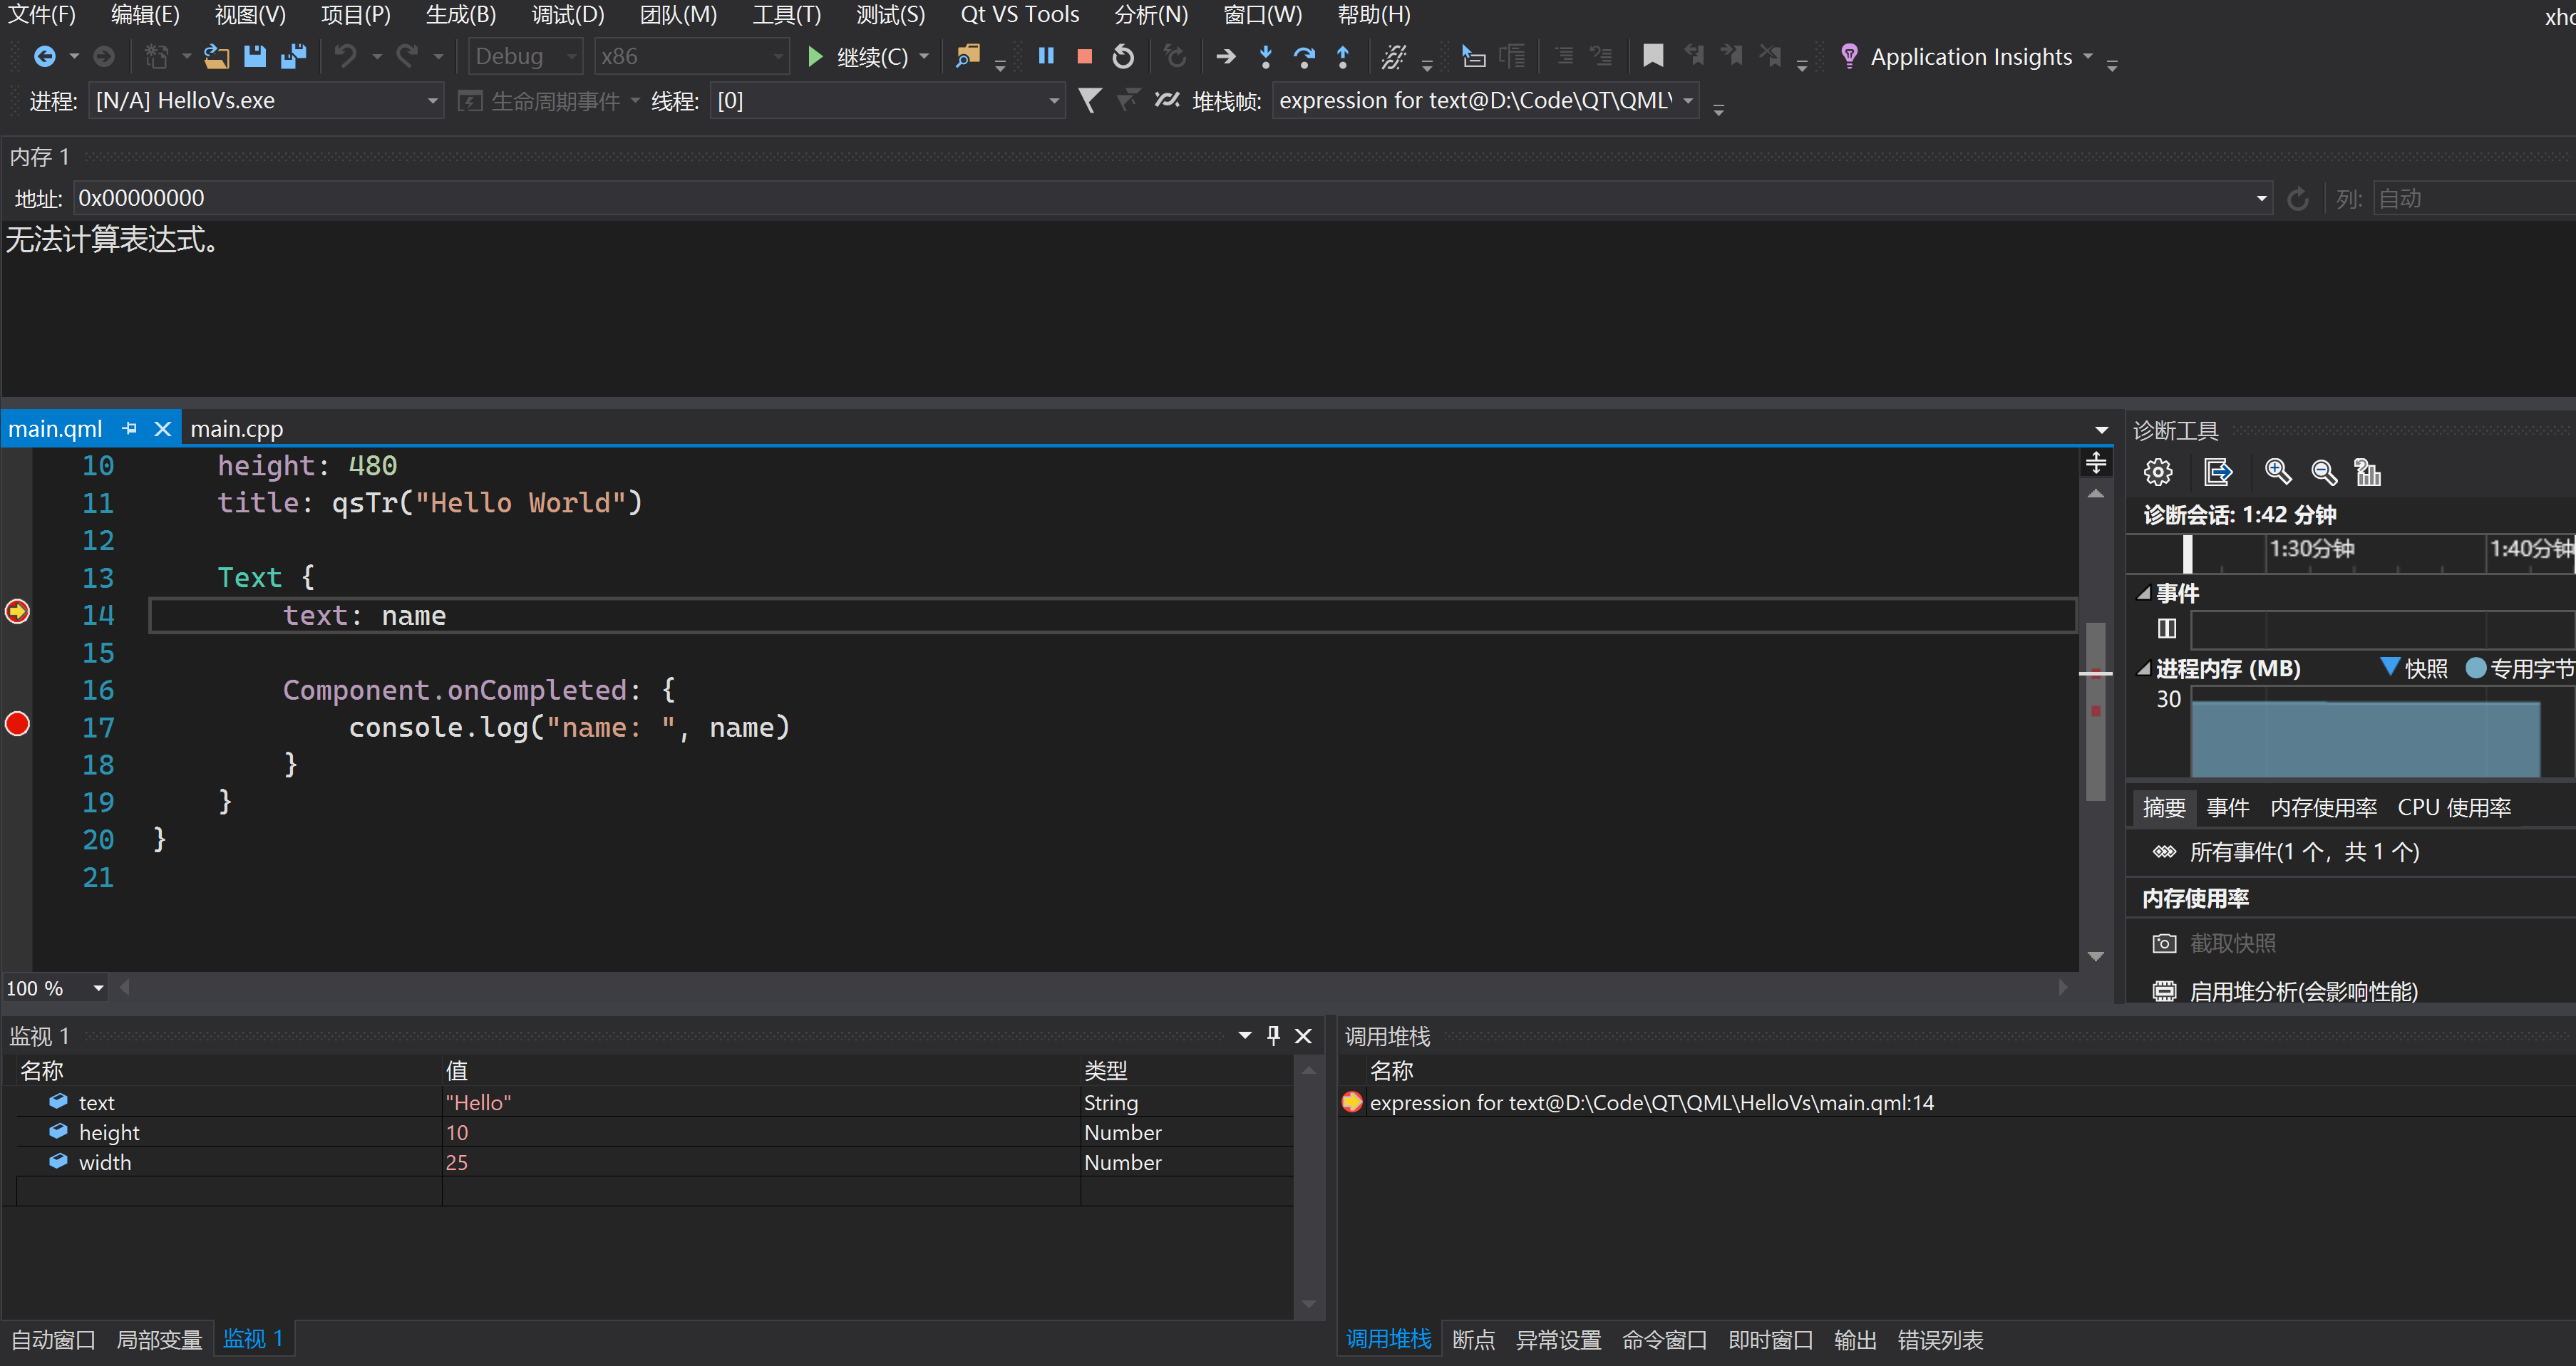 文件(F) 编辑(E) 视图(V) 项目(P) 生成(B) 调试(D) 团队(M) 工具(T) 测试(S) Qt VS Tools 分析(N) 窗口(W) 帮助(H)
Debug x86 继续(C) Application Insights
进程: [N/A] HelloVs.exe 生命周期事件 线程: [0] 堆栈帧: expression for text@D:\Code\QT\QML\
内存 1
地址: 0x00000000 列: 自动
无法计算表达式。
main.qml main.cpp
10 height: 480
11 title: qsTr("Hello World")
12
13 Text {
14 text: name
15
16 Component.onCompleted: {
17 console.log("name: ", name)
18 }
19 }
20 }
21
100 %
诊断工具
诊断会话: 1:42 分钟
1:30分钟 1:40分钟
事件
进程内存 (MB) 快照 专用字节
30
摘要 事件 内存使用率 CPU 使用率
所有事件(1 个，共 1 个)
内存使用率
截取快照
启用堆分析(会影响性能)
监视 1
名称 值 类型
text "Hello" String
height 10 Number
width 25 Number
自动窗口 局部变量 监视 1
调用堆栈
名称
expression for text@D:\Code\QT\QML\HelloVs\main.qml:14
调用堆栈 断点 异常设置 命令窗口 即时窗口 输出 错误列表